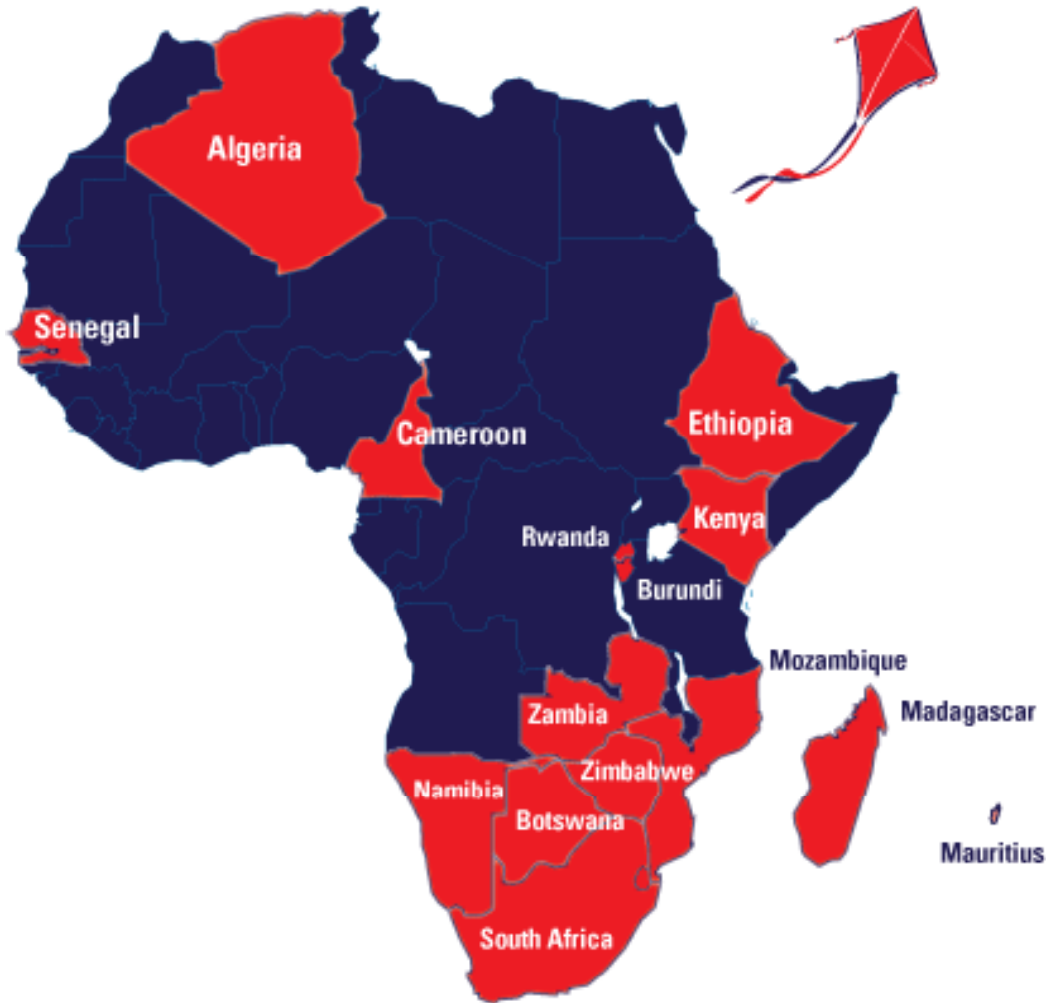 Algeria
Senegal
Cameroon
Ethiopia
Kenya
Rwanda
Burundi
Mozambique
Madagascar
Zambia
Zimbabwe
Namibia
Botswana
Mauritius
South Africa